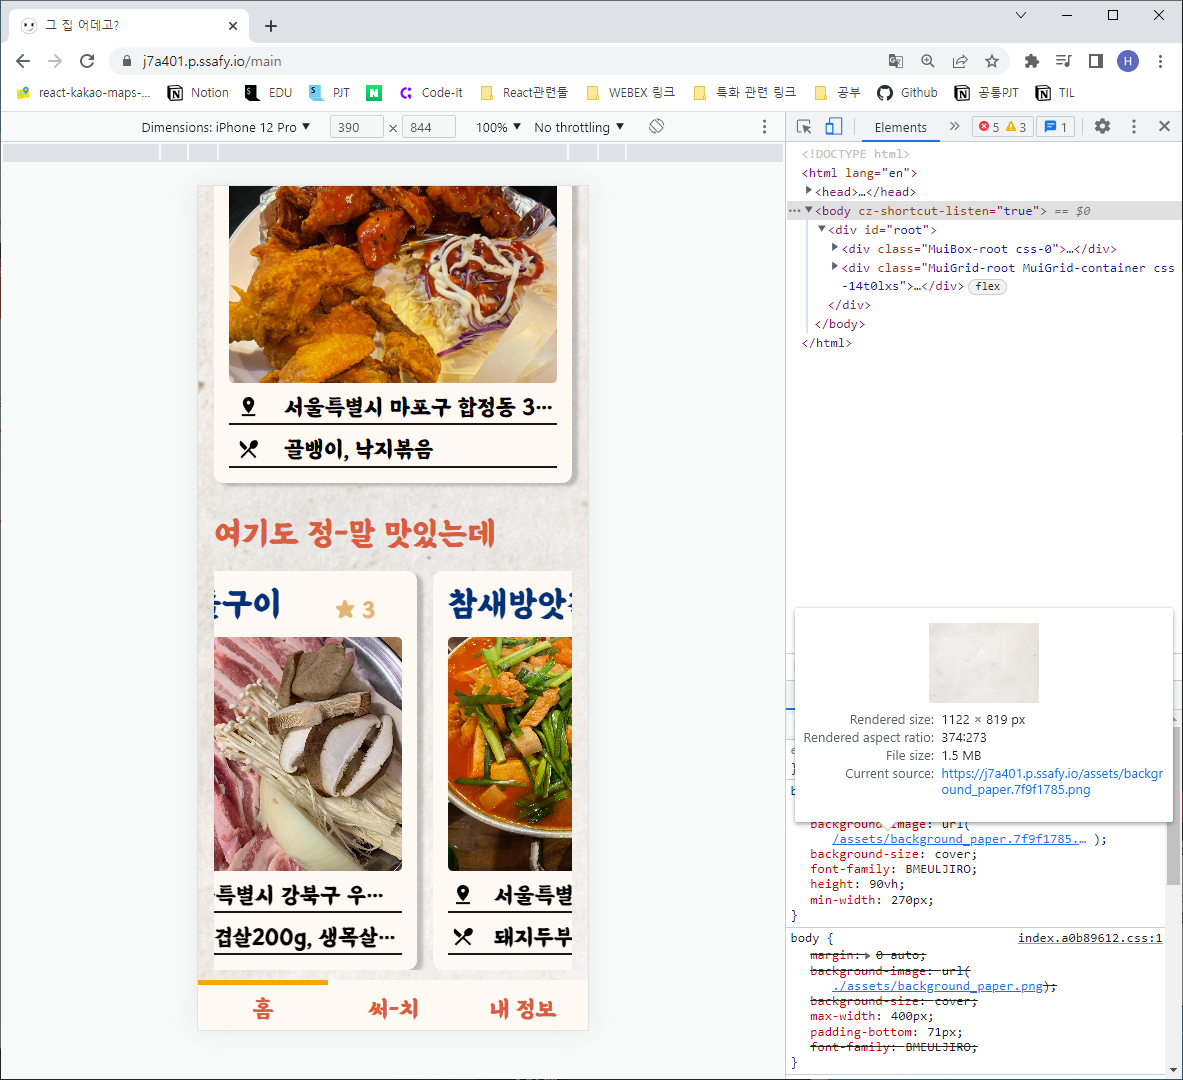 그 집 어데고?
j7a401.p.ssafy.io/main
H
react-kakao-maps-...
Notion
EDU
PJT
Code-it
React관련툴
WEBEX 링크
특화 관련 링크
공부
Github
공통PJT
TIL
Dimensions: iPhone 12 Pro ▼
390 × 844
100% ▼
No throttling ▼
Elements
5 3
1
<!DOCTYPE html>
<html lang="en">
<head>…</head>
<body cz-shortcut-listen="true"> == $0
<div id="root">
<div class="MuiBox-root css-0">…</div>
<div class="MuiGrid-root MuiGrid-container css
-14t0lxs">…</div> flex
</div>
</body>
</html>
서울특별시 마포구 합정동 3…
골뱅이, 낙지볶음
여기도 정-말 맛있는데
구이
★ 3
참새방앗
특별시 강북구 우…
겹살200g, 생목살…
서울특별
돼지두부
홈
써-치
내 정보
Rendered size: 1122 × 819 px
Rendered aspect ratio: 374:273
File size: 1.5 MB
Current source: https://j7a401.p.ssafy.io/assets/backgr
ound_paper.7f9f1785.png
background-image: url(
/assets/background_paper.7f9f1785.… );
background-size: cover;
font-family: BMEULJIRO;
height: 90vh;
min-width: 270px;
}
body {
index.a0b89612.css:1
margin: 0 auto;
background-image: url(
./assets/background_paper.png);
background-size: cover;
max-width: 400px;
padding-bottom: 71px;
font-family: BMEULJIRO;
}